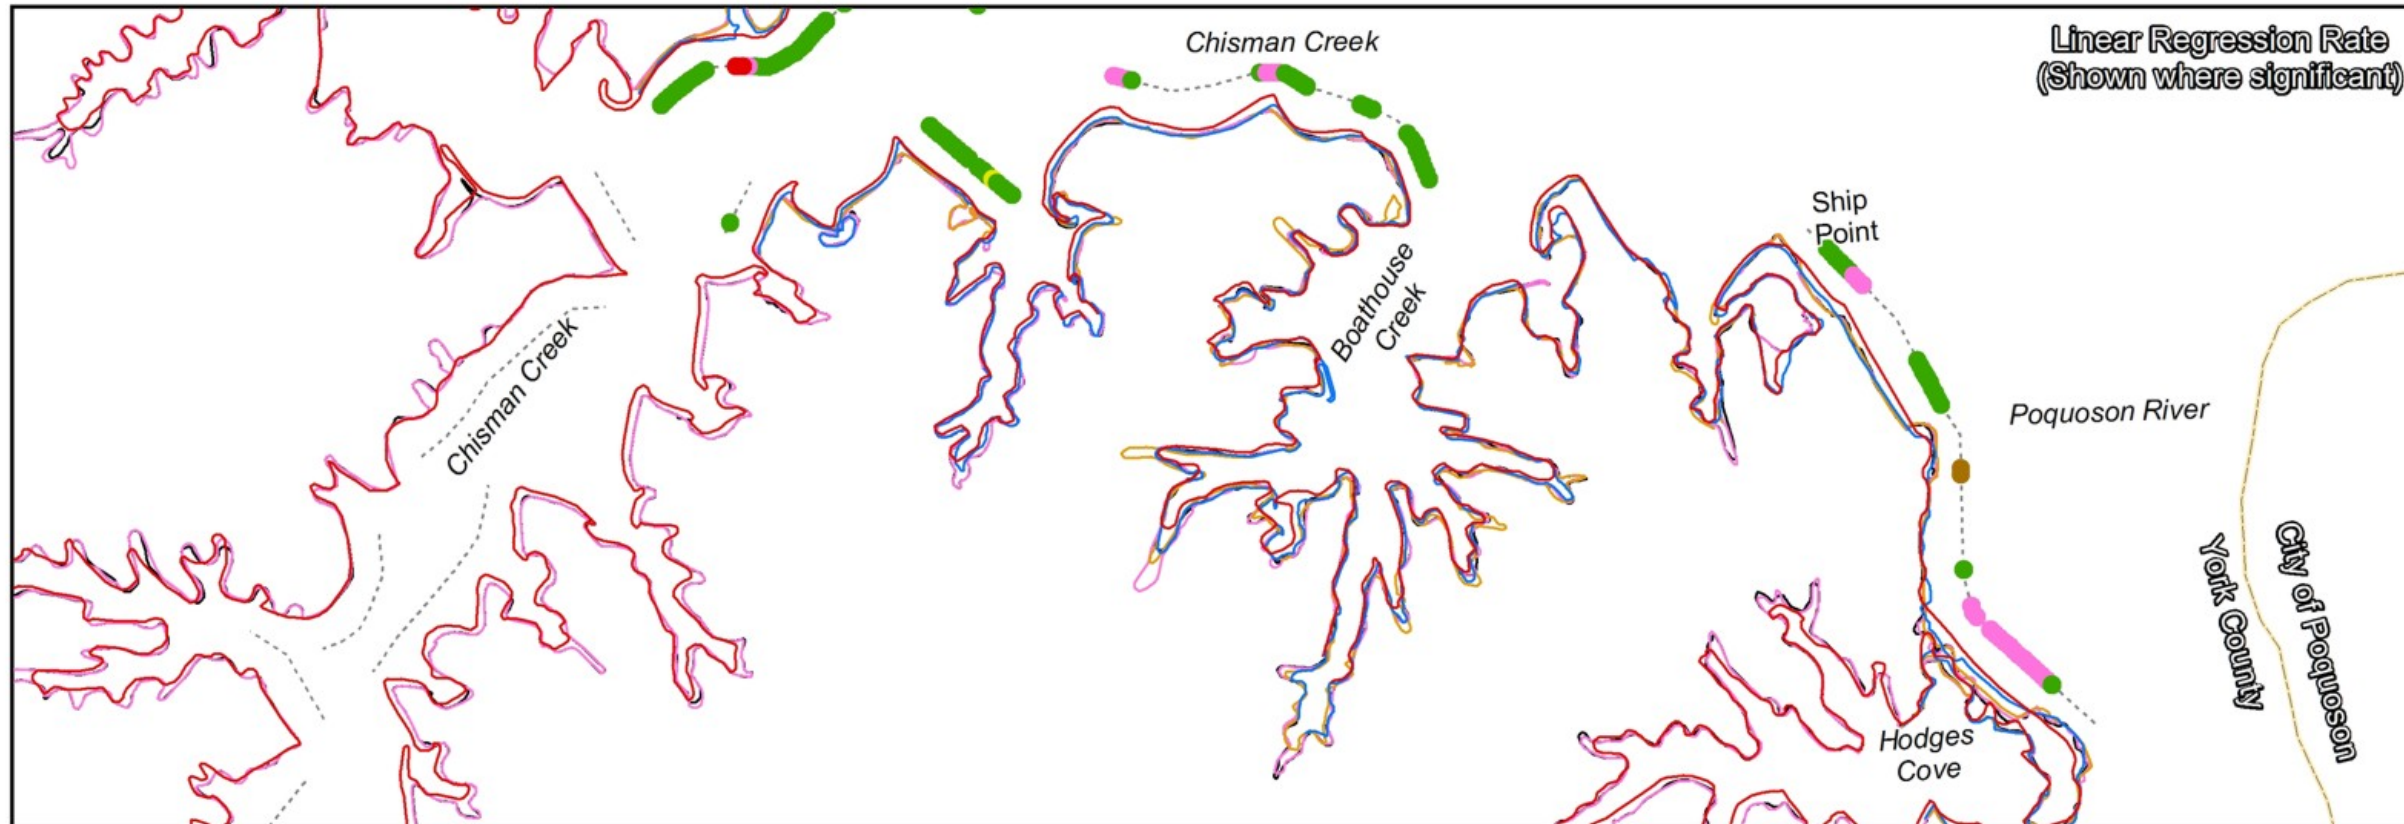 Linear Regression Rate
(Shown where significant)
Chisman Creek
Ship
Point
Boathouse
Creek
Chisman Creek
Poquoson River
York County
City of Poquoson
Hodges
Cove